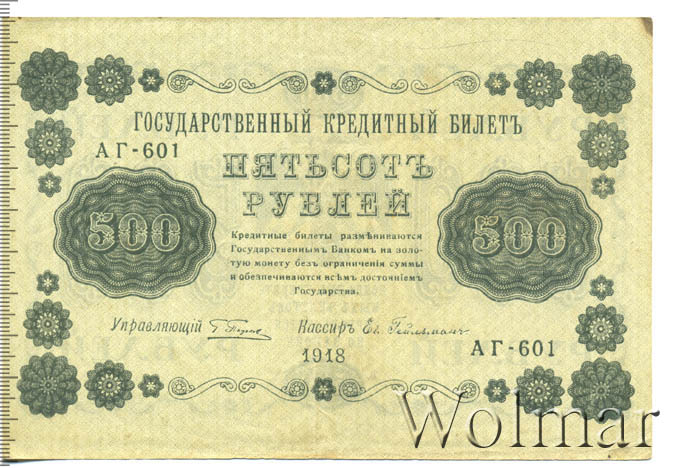 ГОСУДАРСТВЕННЫЙ КРЕДИТНЫЙ БИЛЕТЪ
АГ-601
ПЯТЬСОТЪ
РУБЛЕЙ
500
500
Кредитные билеты размѣниваются
Государственнымъ Банкомъ на золо-
тую монету безъ ограниченія суммы
и обезпечиваются всѣмъ достояніемъ
Государства.
Управляющій Кассиръ
1918
АГ-601
Wolmar